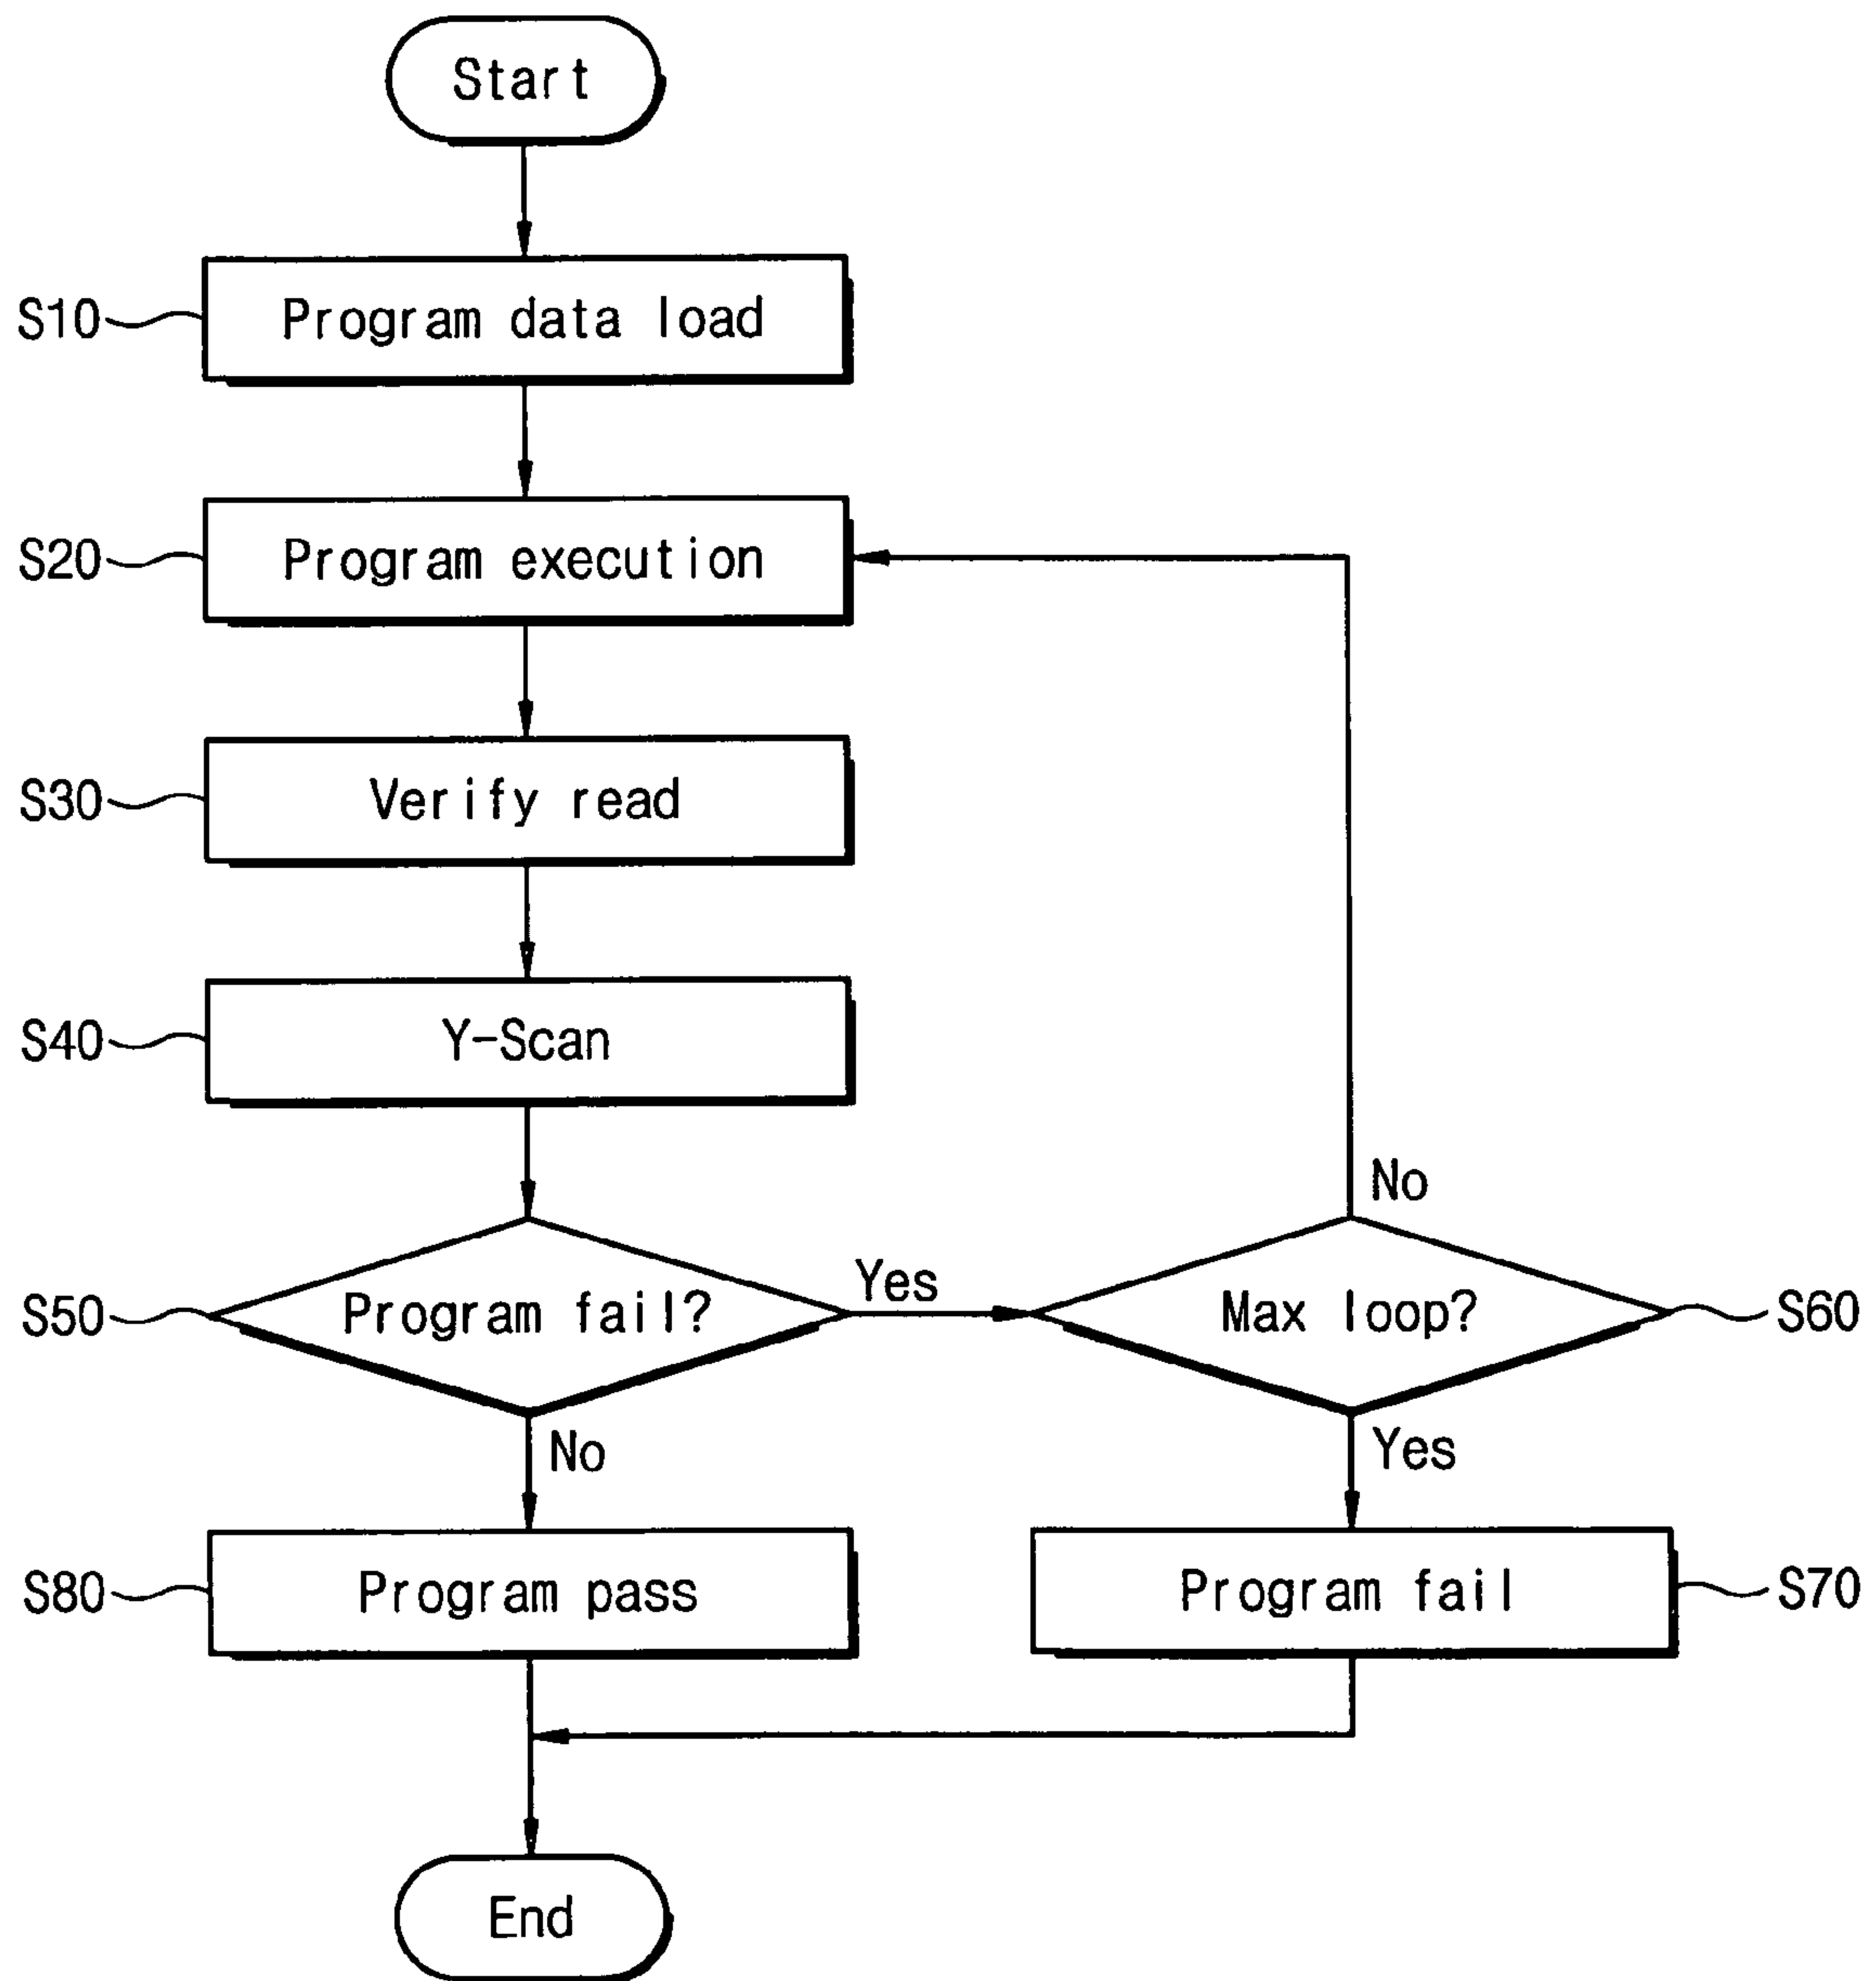 Start
S10 Program data load
S20 Program execution
S30 Verify read
S40 Y-Scan
No
Yes
S50 Program fail? Max loop? S60
No Yes
S80 Program pass Program fail S70
End